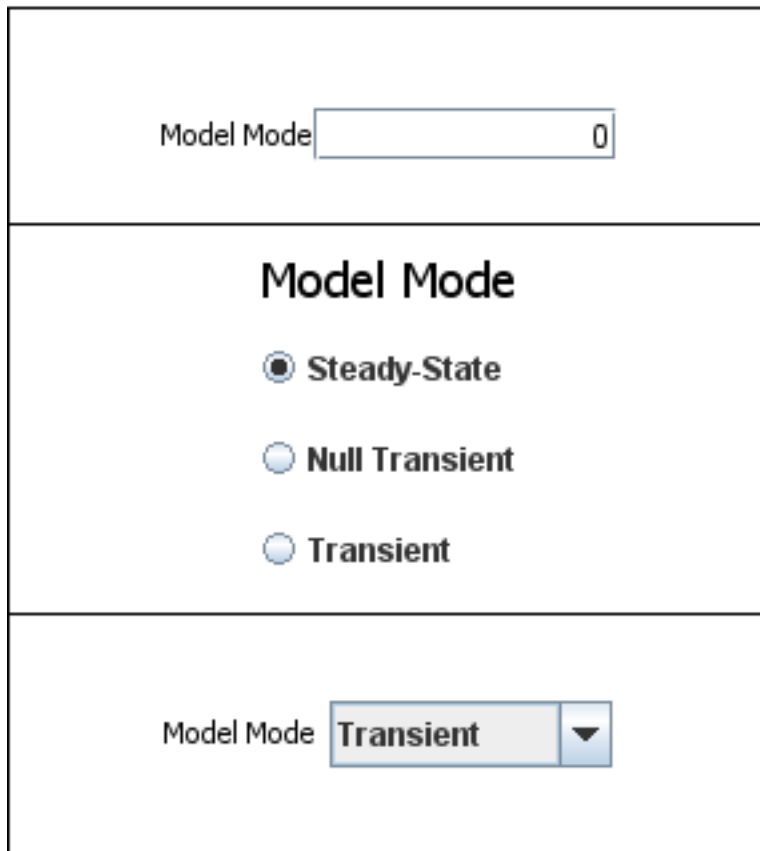 Model Mode 0
Model Mode
Steady-State
Null Transient
Transient
Model Mode Transient